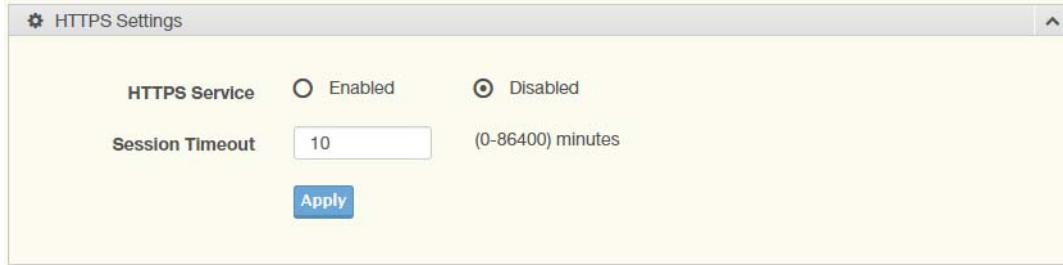 HTTPS Settings
HTTPS Service Enabled Disabled
Session Timeout 10 (0-86400) minutes
Apply